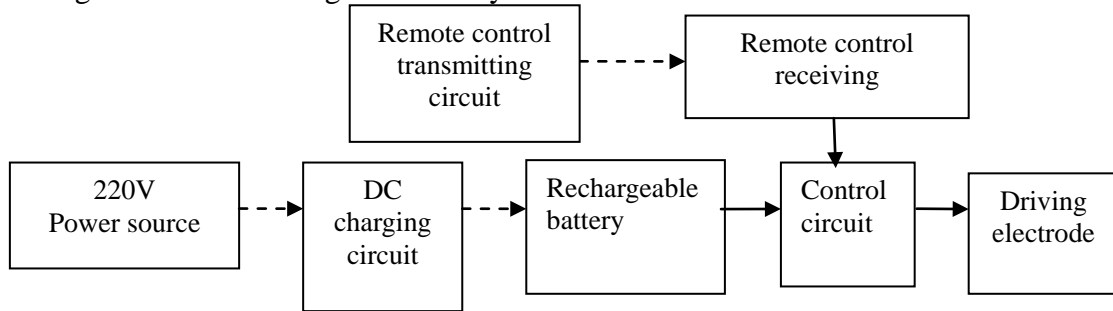 Remote control
transmitting
circuit
Remote control
receiving
220V
Power source
DC
charging
circuit
Rechargeable
battery
Control
circuit
Driving
electrode